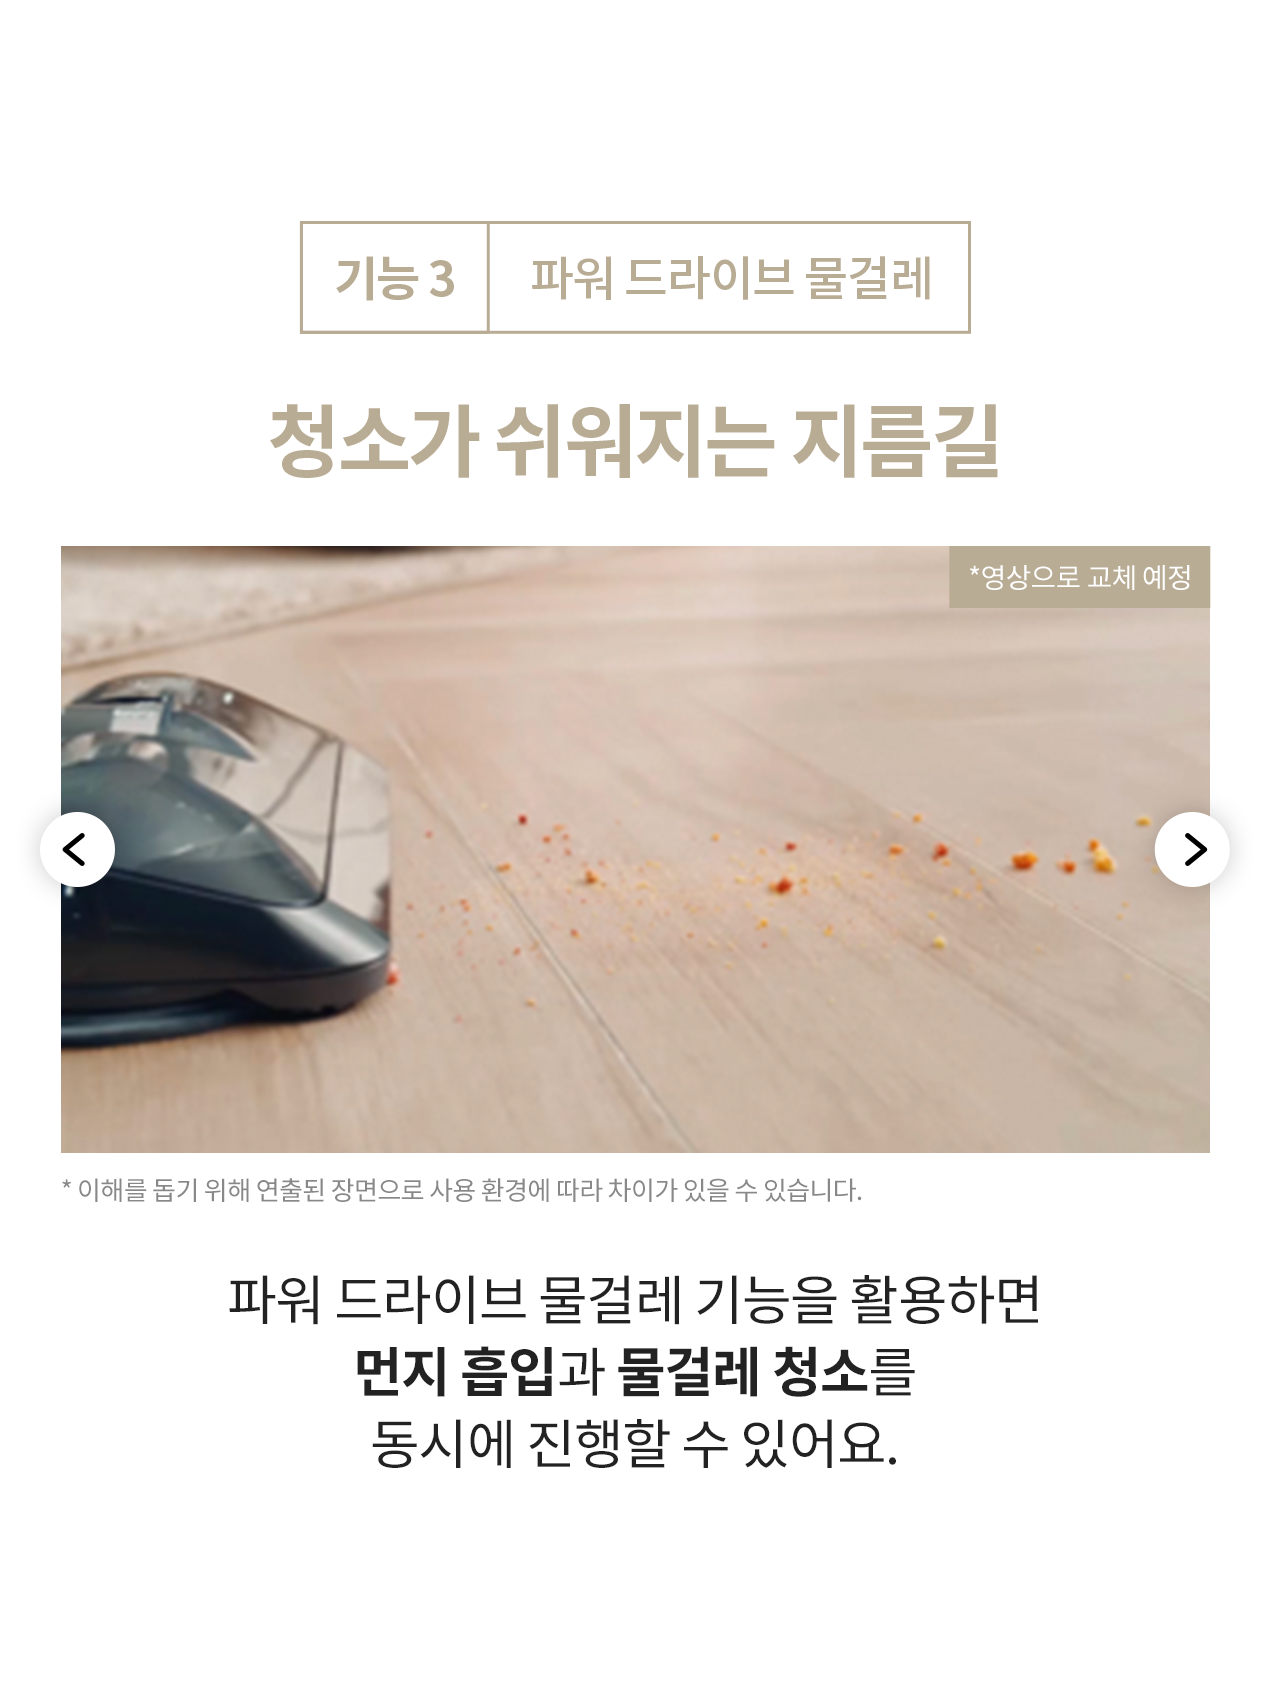 기능 3
파워 드라이브 물걸레
청소가 쉬워지는 지름길
*영상으로 교체 예정
* 이해를 돕기 위해 연출된 장면으로 사용 환경에 따라 차이가 있을 수 있습니다.
파워 드라이브 물걸레 기능을 활용하면
먼지 흡입과 물걸레 청소를
동시에 진행할 수 있어요.